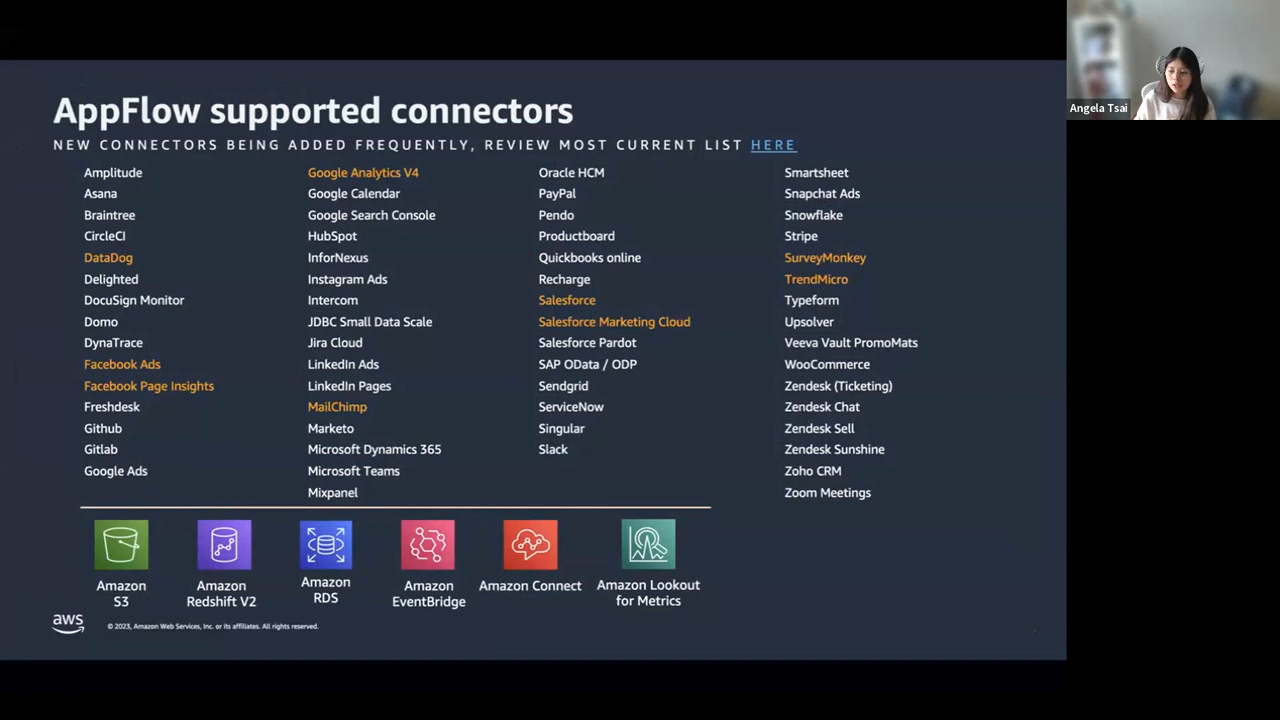 AppFlow supported connectors
NEW CONNECTORS BEING ADDED FREQUENTLY, REVIEW MOST CURRENT LIST HERE
Amplitude
Asana
Braintree
CircleCI
DataDog
Delighted
DocuSign Monitor
Domo
DynaTrace
Facebook Ads
Facebook Page Insights
Freshdesk
Github
Gitlab
Google Ads
Google Analytics V4
Google Calendar
Google Search Console
HubSpot
InforNexus
Instagram Ads
Intercom
JDBC Small Data Scale
Jira Cloud
LinkedIn Ads
LinkedIn Pages
MailChimp
Marketo
Microsoft Dynamics 365
Microsoft Teams
Mixpanel
Oracle HCM
PayPal
Pendo
Productboard
Quickbooks online
Recharge
Salesforce
Salesforce Marketing Cloud
Salesforce Pardot
SAP OData / ODP
Sendgrid
ServiceNow
Singular
Slack
Smartsheet
Snapchat Ads
Snowflake
Stripe
SurveyMonkey
TrendMicro
Typeform
Upsolver
Veeva Vault PromoMats
WooCommerce
Zendesk (Ticketing)
Zendesk Chat
Zendesk Sell
Zendesk Sunshine
Zoho CRM
Zoom Meetings
Amazon
S3
Amazon
Redshift V2
Amazon
RDS
Amazon
EventBridge
Amazon Connect
Amazon Lookout
for Metrics
aws
© 2023, Amazon Web Services, Inc. or its affiliates. All rights reserved.
Angela Tsai